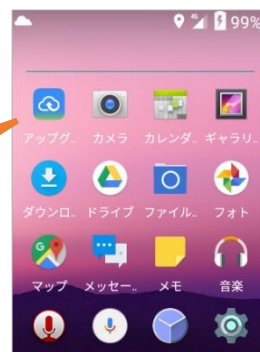 4G 99%
アップグ.. カメラ カレンダ.. ギャラリ..
ダウンロ.. ドライブ ファイル.. フォト
マップ メッセー.. メモ 音楽